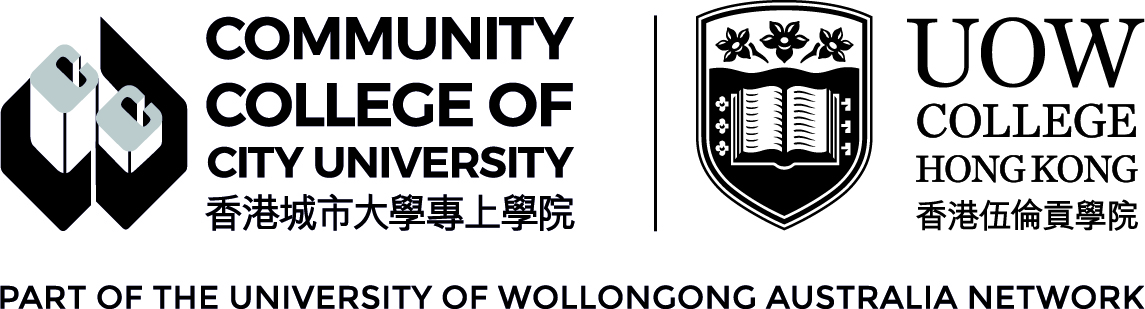 COMMUNITY
COLLEGE OF
CITY UNIVERSITY
香港城市大學專上學院
UOW
COLLEGE
HONG KONG
香港伍倫貢學院
PART OF THE UNIVERSITY OF WOLLONGONG AUSTRALIA NETWORK